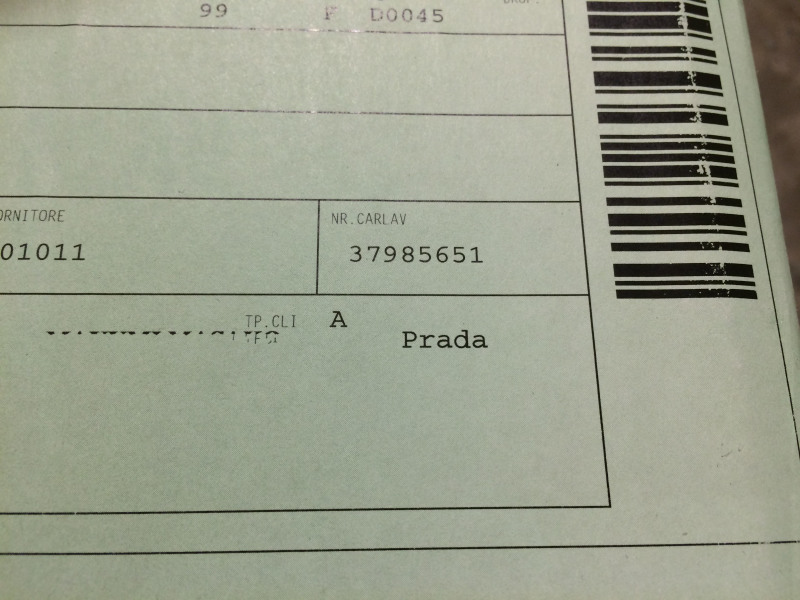 99 F D0045
ORNITORE
NR.CARLAV
01011
37985651
TP.CLI A
Prada